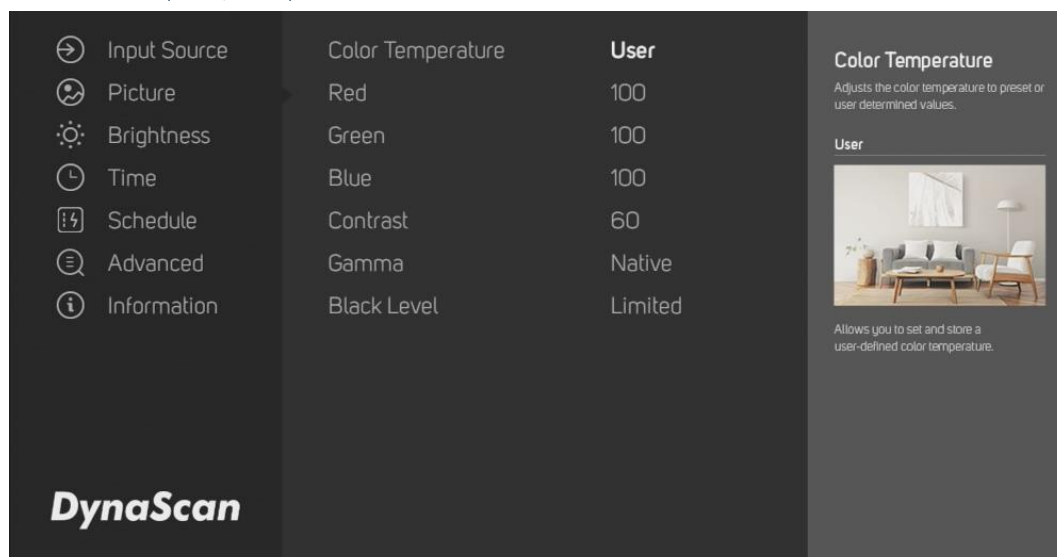 Input Source
Picture
Brightness
Time
Schedule
Advanced
Information
DynaScan
Color Temperature User
Red 100
Green 100
Blue 100
Contrast 60
Gamma Native
Black Level Limited
Color Temperature
Adjusts the color temperature to preset or
user determined values.
User
Allows you to set and store a
user-defined color temperature.